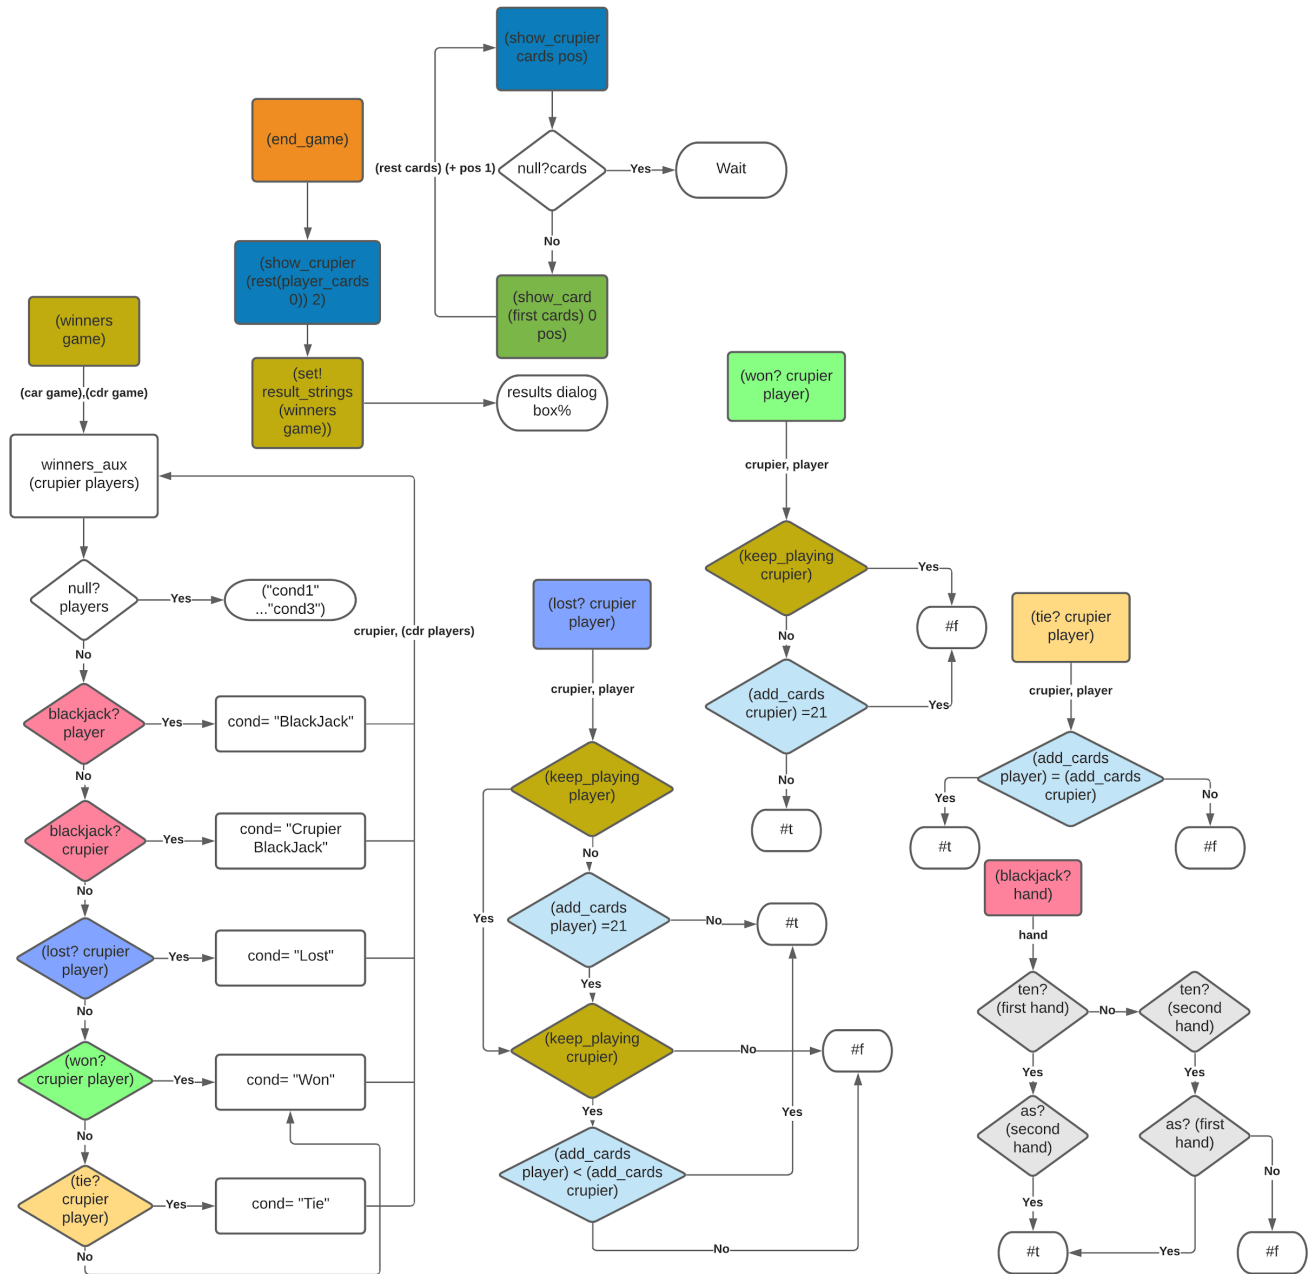 (show_crupier
cards pos)
(end_game)
(rest cards) (+ pos 1)
null?cards
Yes
Wait
No
(show_crupier
(rest(player_cards
0)) 2)
(show_card
(first cards) 0
pos)
(set!
result_strings
(winners
game))
results dialog
box%
(winners
game)
(car game),(cdr game)
winners_aux
(crupier players)
null?
players
Yes
("cond1"
..."cond3")
crupier, (cdr players)
No
blackjack?
player
Yes
cond= "BlackJack"
No
blackjack?
crupier
Yes
cond= "Crupier
BlackJack"
No
(lost? crupier
player)
Yes
cond= "Lost"
No
(won?
crupier player)
Yes
cond= "Won"
No
(tie?
crupier
player)
Yes
cond= "Tie"
No
(lost? crupier
player)
crupier, player
(keep_playing
player)
No
Yes
(add_cards
player) =21
No
#t
Yes
(keep_playing
crupier)
No
#f
Yes
Yes
(add_cards
player) < (add_cards
crupier)
No
(won? crupier
player)
crupier, player
(keep_playing
crupier)
Yes
#f
No
(add_cards
crupier) =21
Yes
No
#t
(tie? crupier
player)
crupier, player
(add_cards
player) = (add_cards
crupier)
Yes
No
#t
#f
(blackjack?
hand)
hand
ten?
(first hand)
No
ten?
(second
hand)
Yes
Yes
as?
(second
hand)
as? (first
hand)
No
Yes
#t
Yes
#f